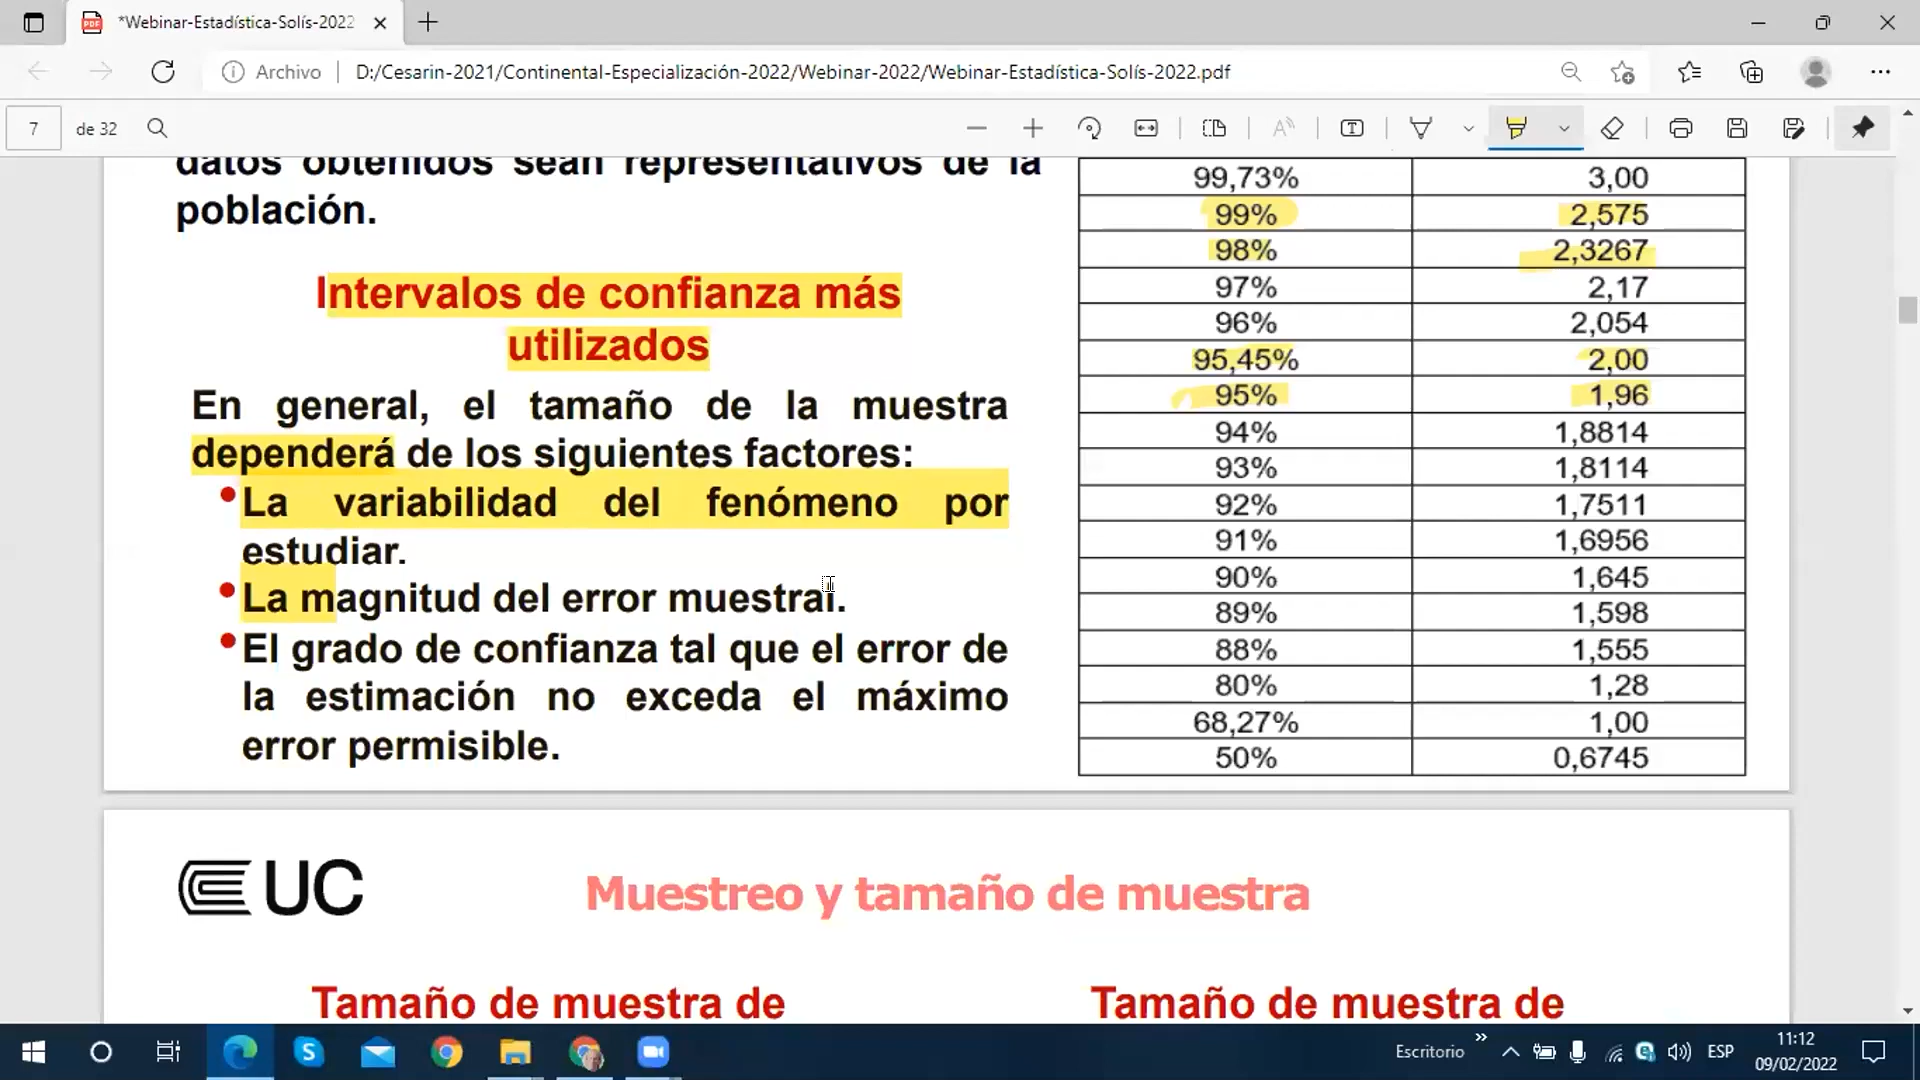 *Webinar-Estadística-Solís-2022
Archivo D:/Cesarin-2021/Continental-Especialización-2022/Webinar-2022/Webinar-Estadística-Solís-2022.pdf
7 de 32
datos obtenidos sean representativos de la
población.
Intervalos de confianza más
utilizados
En general, el tamaño de la muestra
dependerá de los siguientes factores:
•La variabilidad del fenómeno por
estudiar.
•La magnitud del error muestral.
•El grado de confianza tal que el error de
la estimación no exceda el máximo
error permisible.
99,73% 3,00
99% 2,575
98% 2,3267
97% 2,17
96% 2,054
95,45% 2,00
95% 1,96
94% 1,8814
93% 1,8114
92% 1,7511
91% 1,6956
90% 1,645
89% 1,598
88% 1,555
80% 1,28
68,27% 1,00
50% 0,6745
UC
Muestreo y tamaño de muestra
Tamaño de muestra de
Tamaño de muestra de
Escritorio
ESP
11:12
09/02/2022